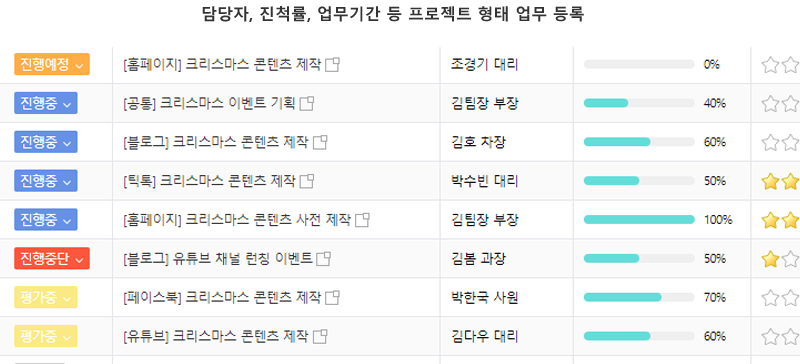 담당자, 진척률, 업무기간 등 프로젝트 형태 업무 등록
진행예정 [홈페이지] 크리스마스 콘텐츠 제작 조경기 대리 0%
진행중 [공통] 크리스마스 이벤트 기획 김팀장 부장 40%
진행중 [블로그] 크리스마스 콘텐츠 제작 김호 차장 60%
진행중 [틱톡] 크리스마스 콘텐츠 제작 박수빈 대리 50%
진행중 [홈페이지] 크리스마스 콘텐츠 사전 제작 김팀장 부장 100%
진행중단 [블로그] 유튜브 채널 런칭 이벤트 김봄 과장 50%
평가중 [페이스북] 크리스마스 콘텐츠 제작 박한국 사원 70%
평가중 [유튜브] 크리스마스 콘텐츠 제작 김다우 대리 60%